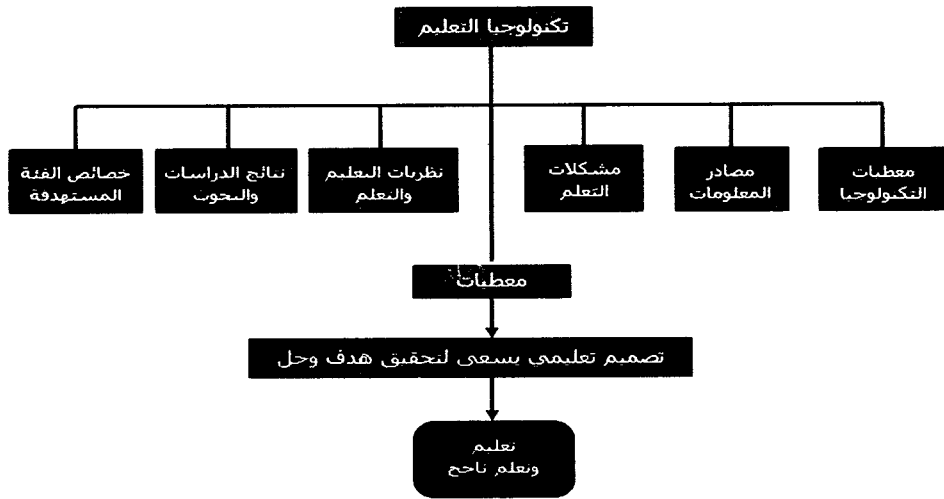 تكنولوجيا التعليم
معطيات
التكنولوجيا
مصادر
المعلومات
مشكلات
التعلم
نظريات التعليم
والتعلم
نتائج الدراسات
والبحوث
خصائص الفئة
المستهدفة
معطيات
تصميم تعليمي يسعى لتحقيق هدف وحل
تعليم
وتعلم ناجح